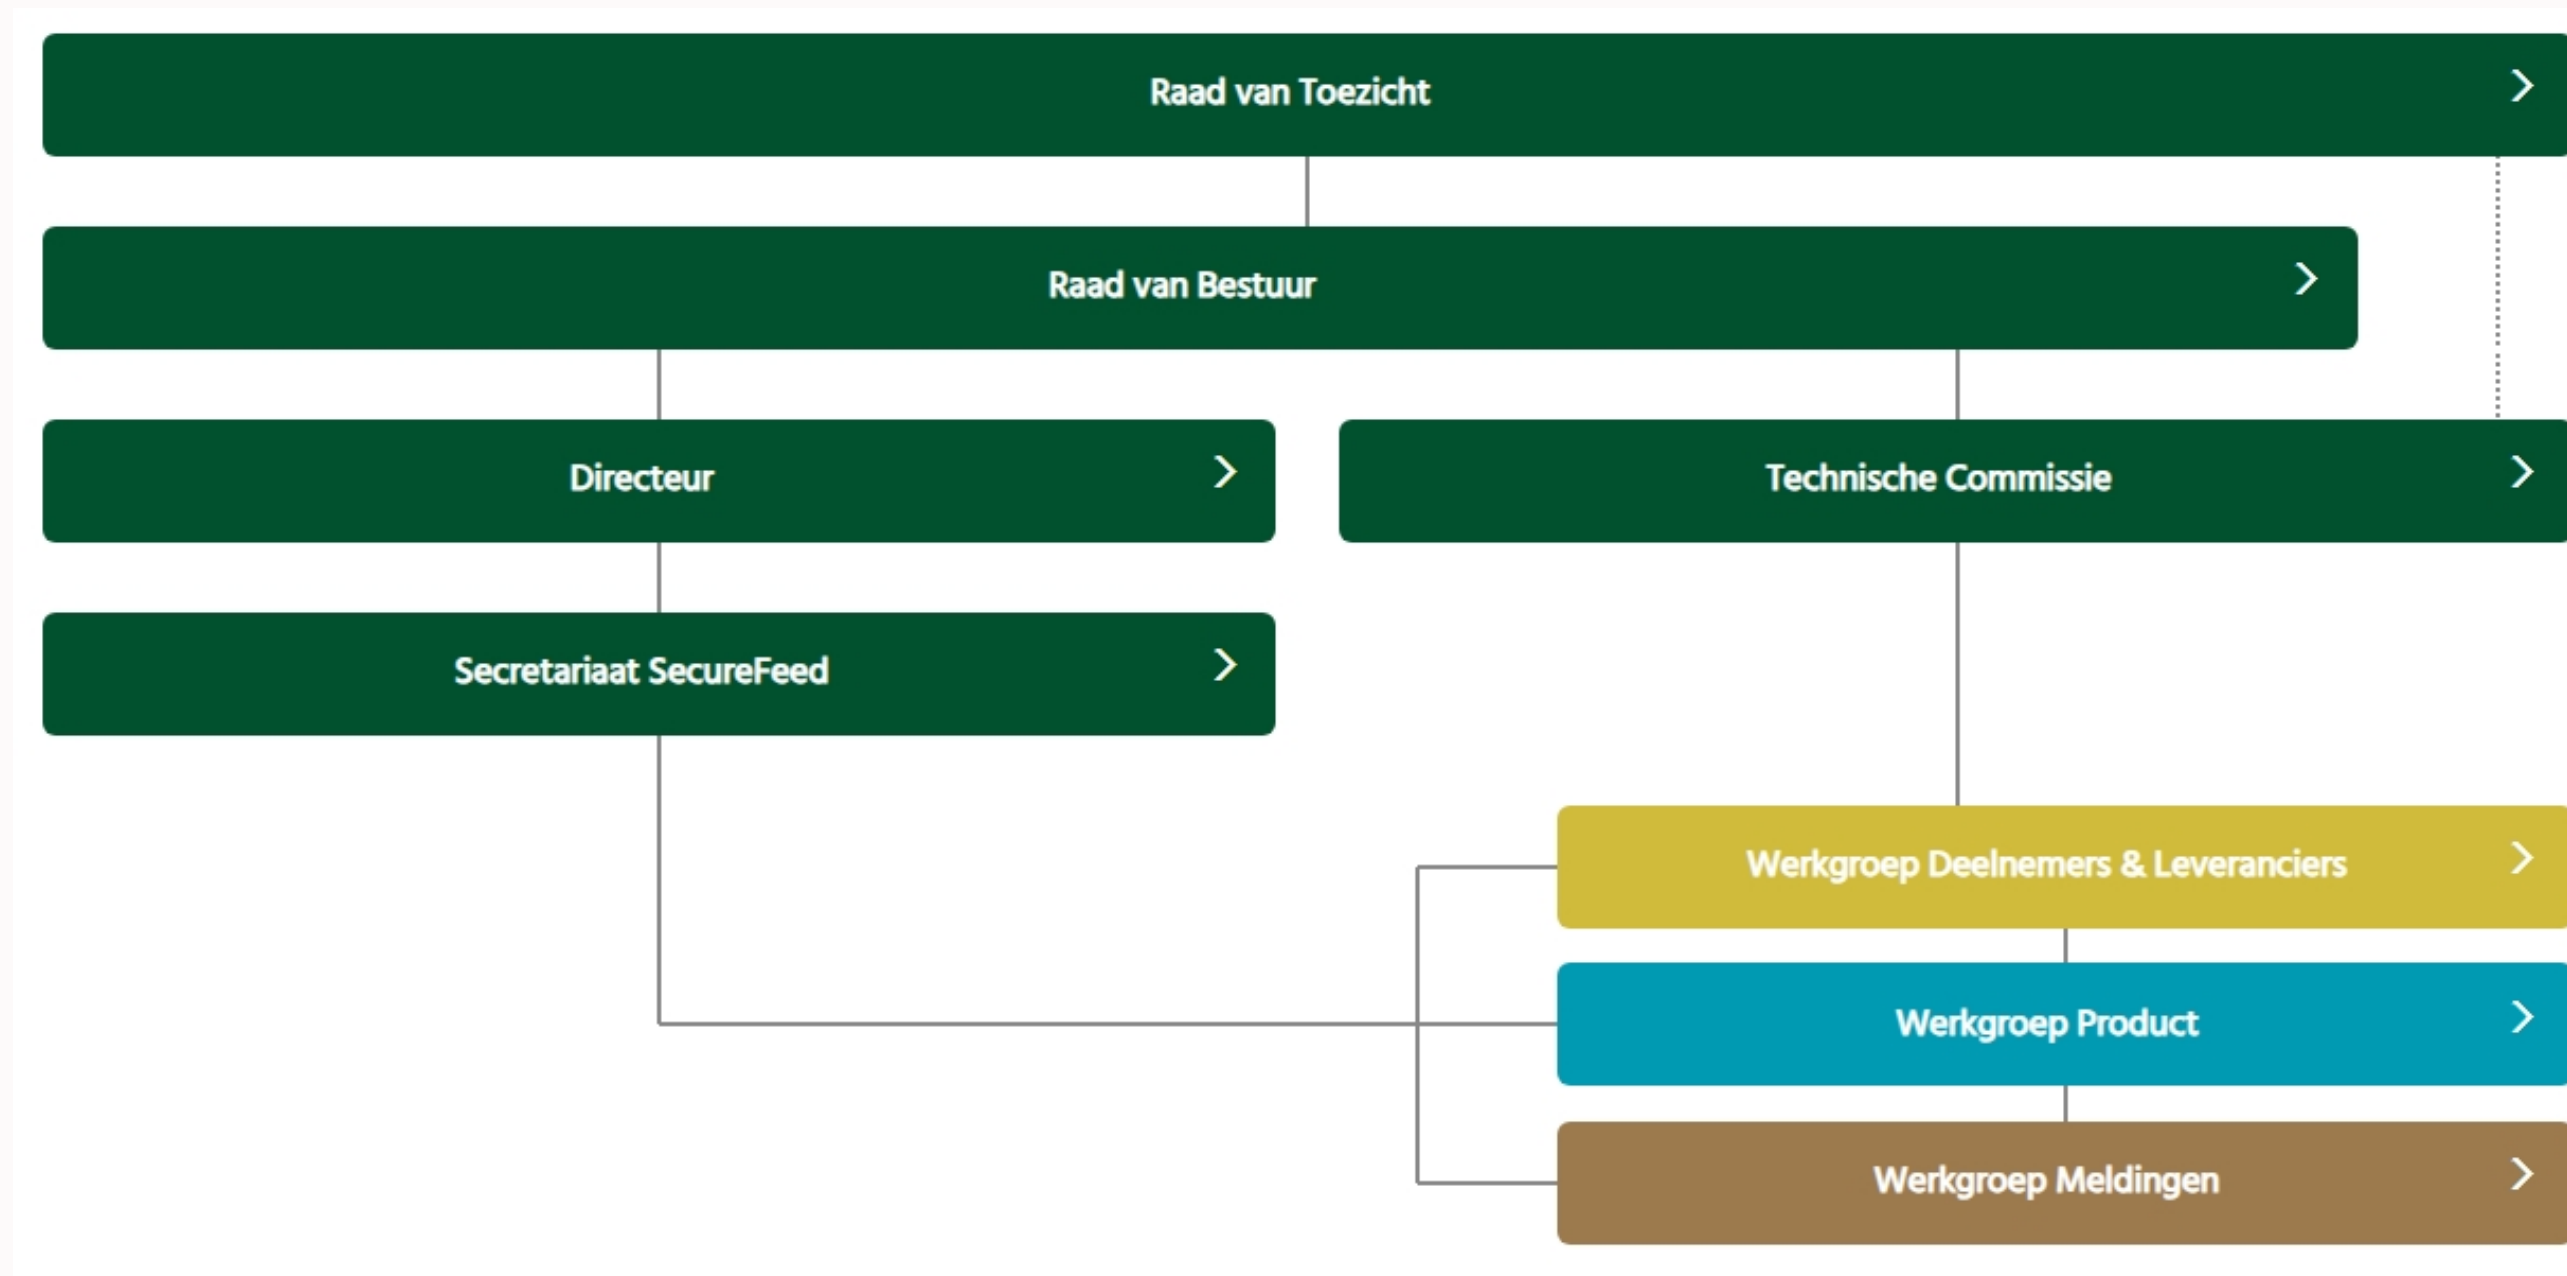 Raad van Toezicht
Raad van Bestuur
Directeur
Technische Commissie
Secretariaat SecureFeed
Werkgroep Deelnemers & Leveranciers
Werkgroep Product
Werkgroep Meldingen